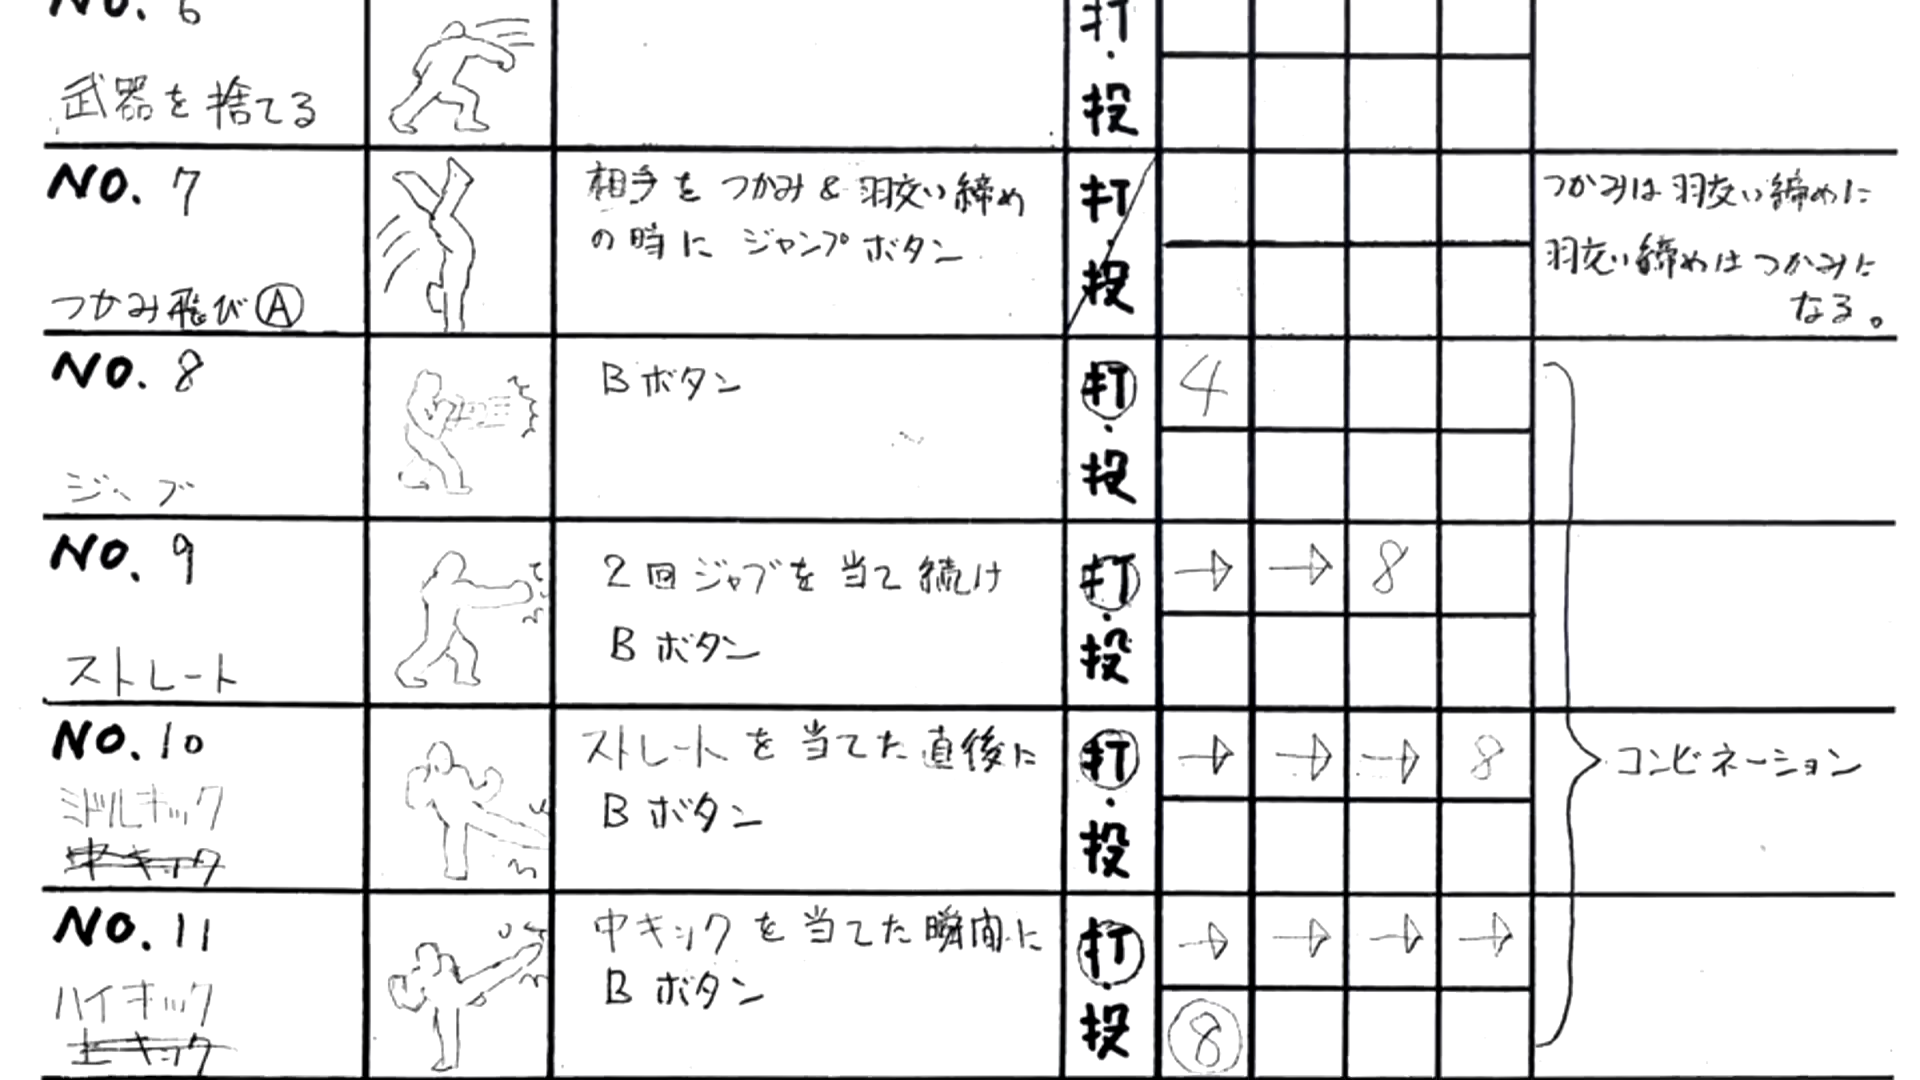 NO. 6
武器を捨てる
打・投
NO. 7
つかみ飛び Ⓐ
相手をつかみ & 羽交い締め
の時に ジャンプボタン
打・投
つかみは羽交い締めに
羽交い締めはつかみに
なる。
NO. 8
ジャブ
Bボタン
打・投
4
NO. 9
ストレート
2回ジャブを当て続け
Bボタン
打・投
→ → 8
NO. 10
ミドルキック
中キック
ストレートを当てた直後に
Bボタン
打・投
→ → → 8
コンビネーション
NO. 11
ハイキック
上キック
中キックを当てた瞬間に
Bボタン
打・投
→ → → →
⑧